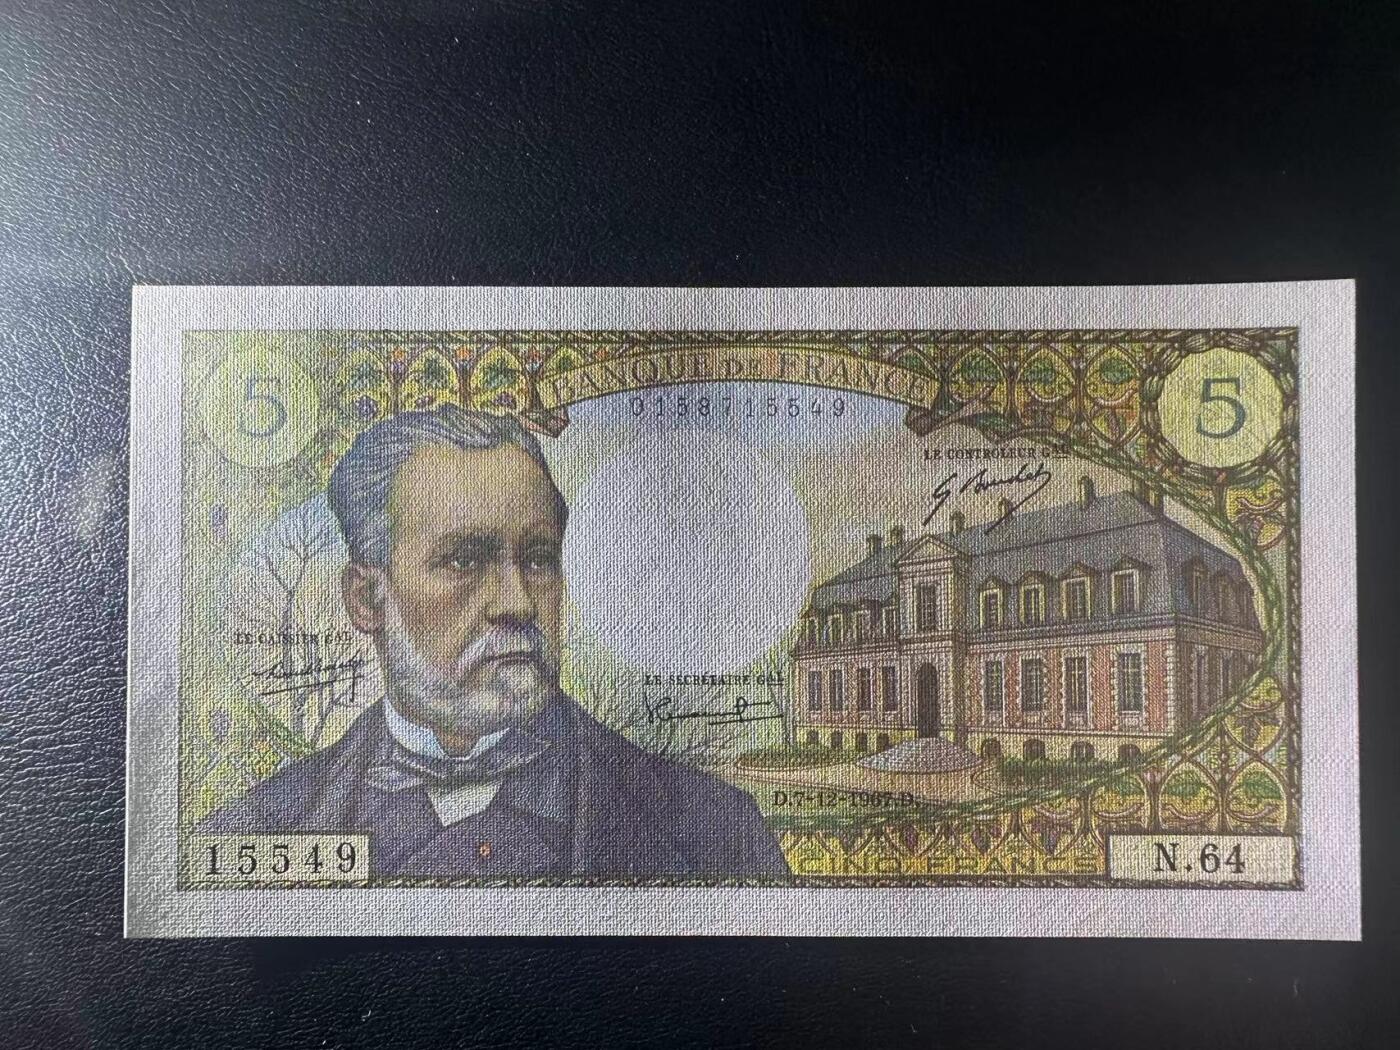 BANQUE DE FRANCE
5
5
0158715549
LE CONTROLEUR GAL
LE CAISSIER GAL
LE SECRÉTAIRE GAL
D.7-12-1967.D.
15549
CINQ FRANCS
N.64